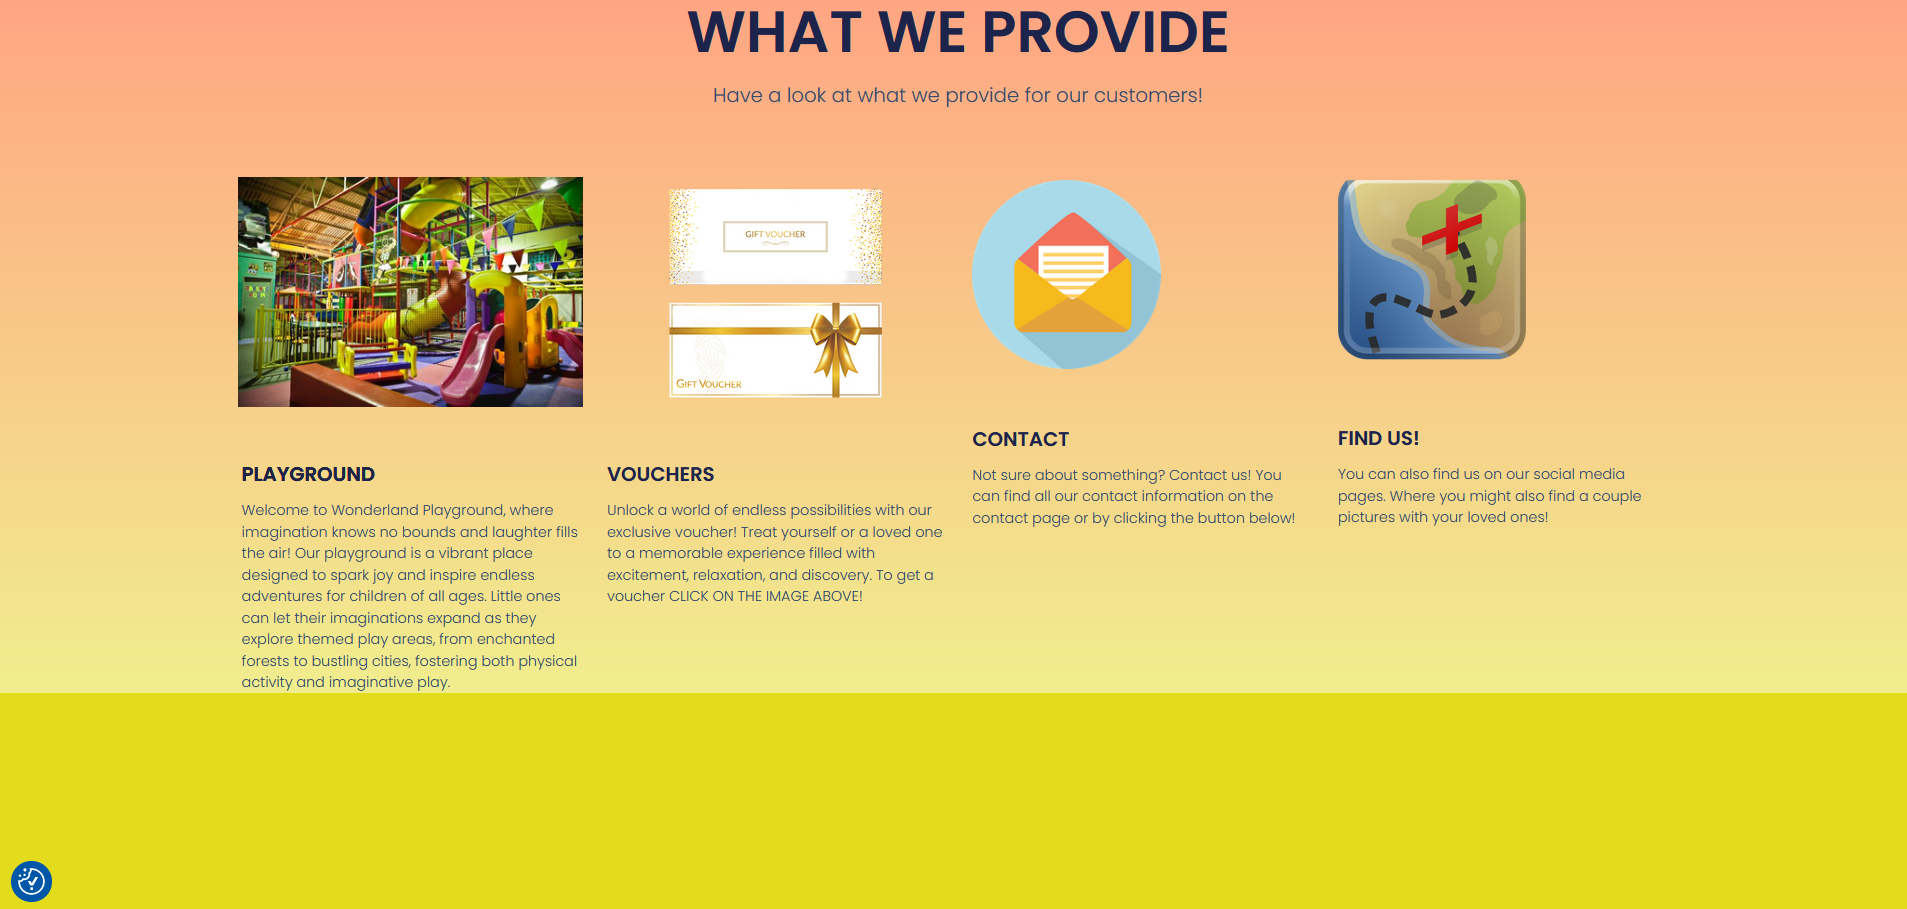 WHAT WE PROVIDE
Have a look at what we provide for our customers!
GIFT VOUCHER
GIFT VOUCHER
PLAYGROUND
Welcome to Wonderland Playground, where
imagination knows no bounds and laughter fills
the air! Our playground is a vibrant place
designed to spark joy and inspire endless
adventures for children of all ages. Little ones
can let their imaginations expand as they
explore themed play areas, from enchanted
forests to bustling cities, fostering both physical
activity and imaginative play.
VOUCHERS
Unlock a world of endless possibilities with our
exclusive voucher! Treat yourself or a loved one
to a memorable experience filled with
excitement, relaxation, and discovery. To get a
voucher CLICK ON THE IMAGE ABOVE!
CONTACT
Not sure about something? Contact us! You
can find all our contact information on the
contact page or by clicking the button below!
FIND US!
You can also find us on our social media
pages. Where you might also find a couple
pictures with your loved ones!